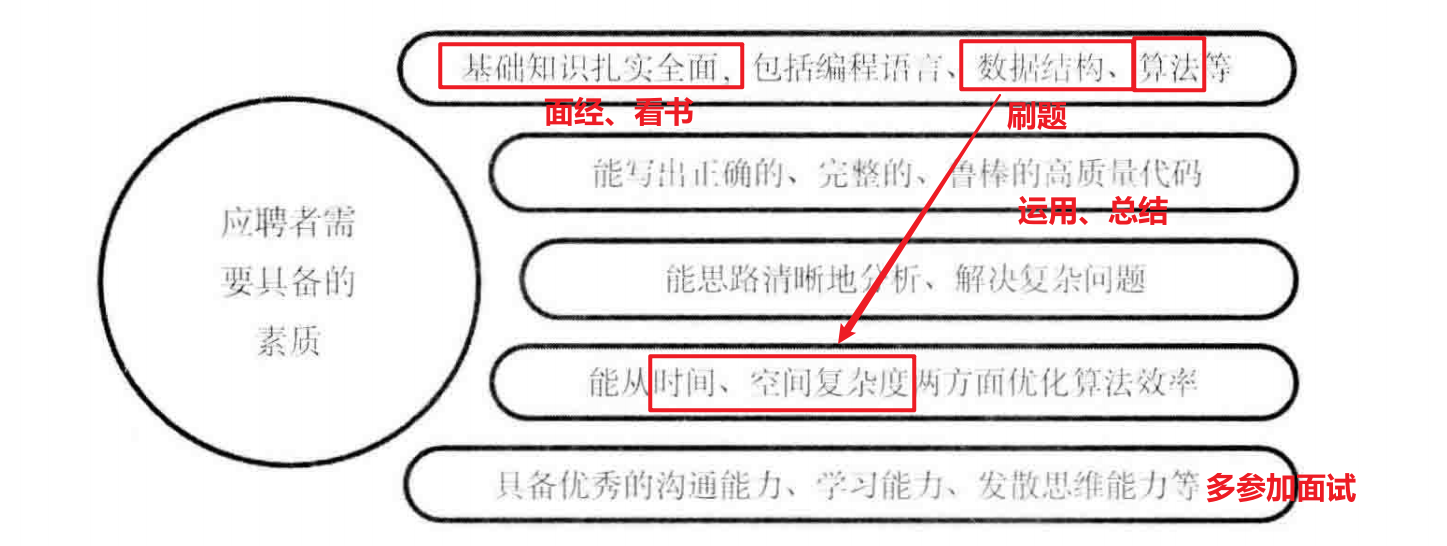 基础知识扎实全面，包括编程语言、数据结构、算法等
面经、看书
刷题
能写出正确的、完整的、鲁棒的高质量代码
运用、总结
应聘者需
要具备的
素质
能思路清晰地分析、解决复杂问题
能从时间、空间复杂度两方面优化算法效率
具备优秀的沟通能力、学习能力、发散思维能力等
多参加面试